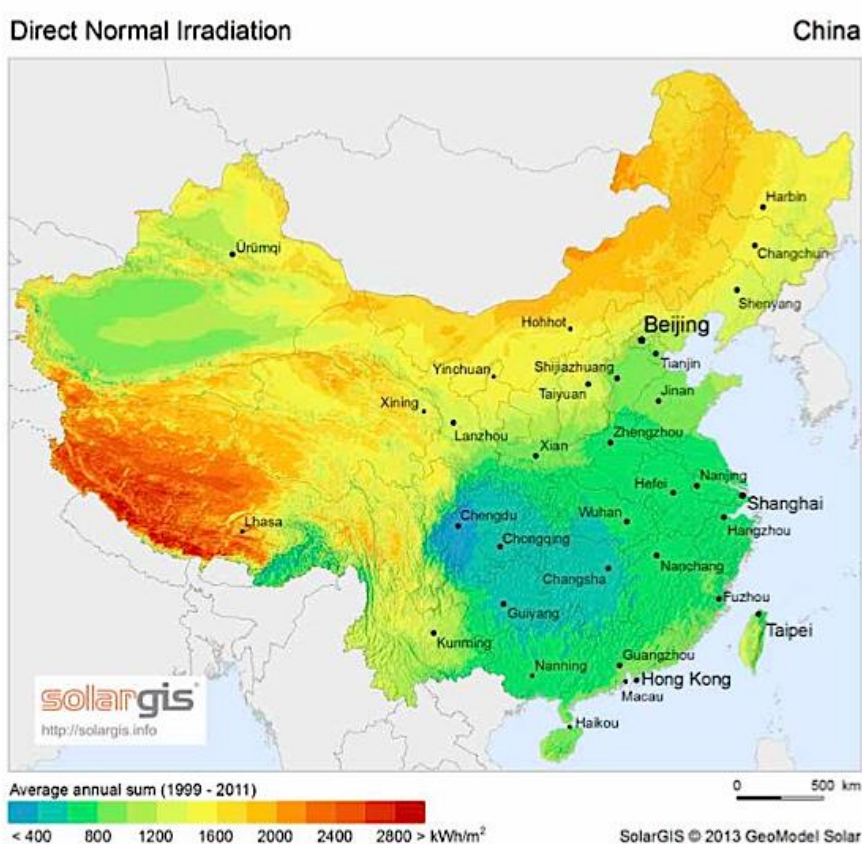 Direct Normal Irradiation
China
Harbin
Ürümqi
Changchun
Shenyang
Hohhot
Beijing
Tianjin
Yinchuan
Shijiazhuang
Taiyuan
Jinan
Xining
Lanzhou
Zhengzhou
Xian
Nanjing
Hefei
Shanghai
Chengdu
Wuhan
Lhasa
Hangzhou
Chongqing
Nanchang
Changsha
Fuzhou
Guiyang
Taipei
Kunming
Guangzhou
Nanning
Hong Kong
Macau
Haikou
solargis
http://solargis.info
Average annual sum (1999 - 2011)
0 500 km
< 400 800 1200 1600 2000 2400 2800 > kWh/m²
SolarGIS © 2013 GeoModel Solar